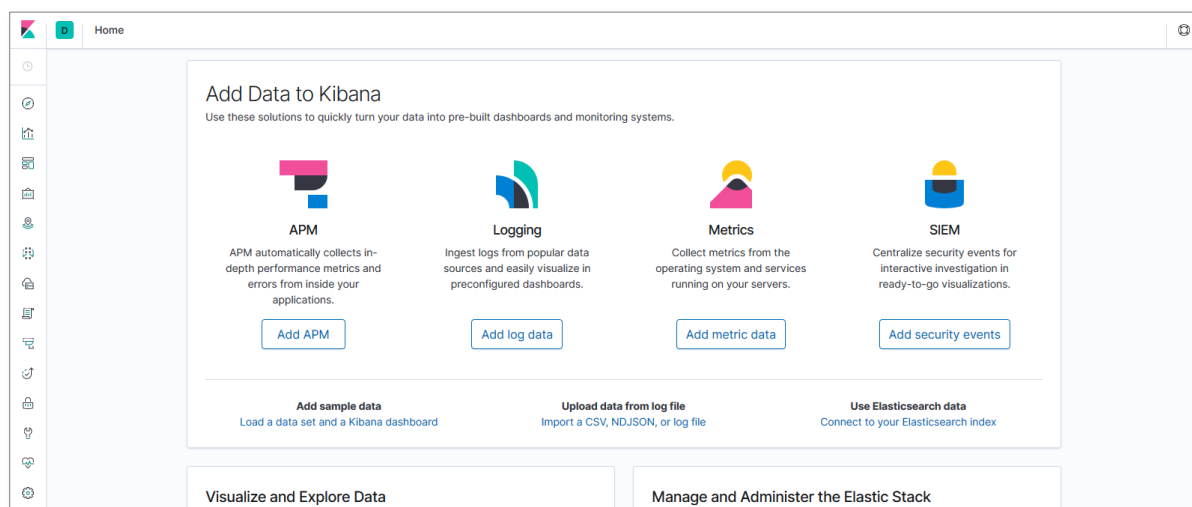 D Home
Add Data to Kibana
Use these solutions to quickly turn your data into pre-built dashboards and monitoring systems.
APM
APM automatically collects in-
depth performance metrics and
errors from inside your
applications.
Add APM
Logging
Ingest logs from popular data
sources and easily visualize in
preconfigured dashboards.
Add log data
Metrics
Collect metrics from the
operating system and services
running on your servers.
Add metric data
SIEM
Centralize security events for
interactive investigation in
ready-to-go visualizations.
Add security events
Add sample data
Load a data set and a Kibana dashboard
Upload data from log file
Import a CSV, NDJSON, or log file
Use Elasticsearch data
Connect to your Elasticsearch index
Visualize and Explore Data
Manage and Administer the Elastic Stack